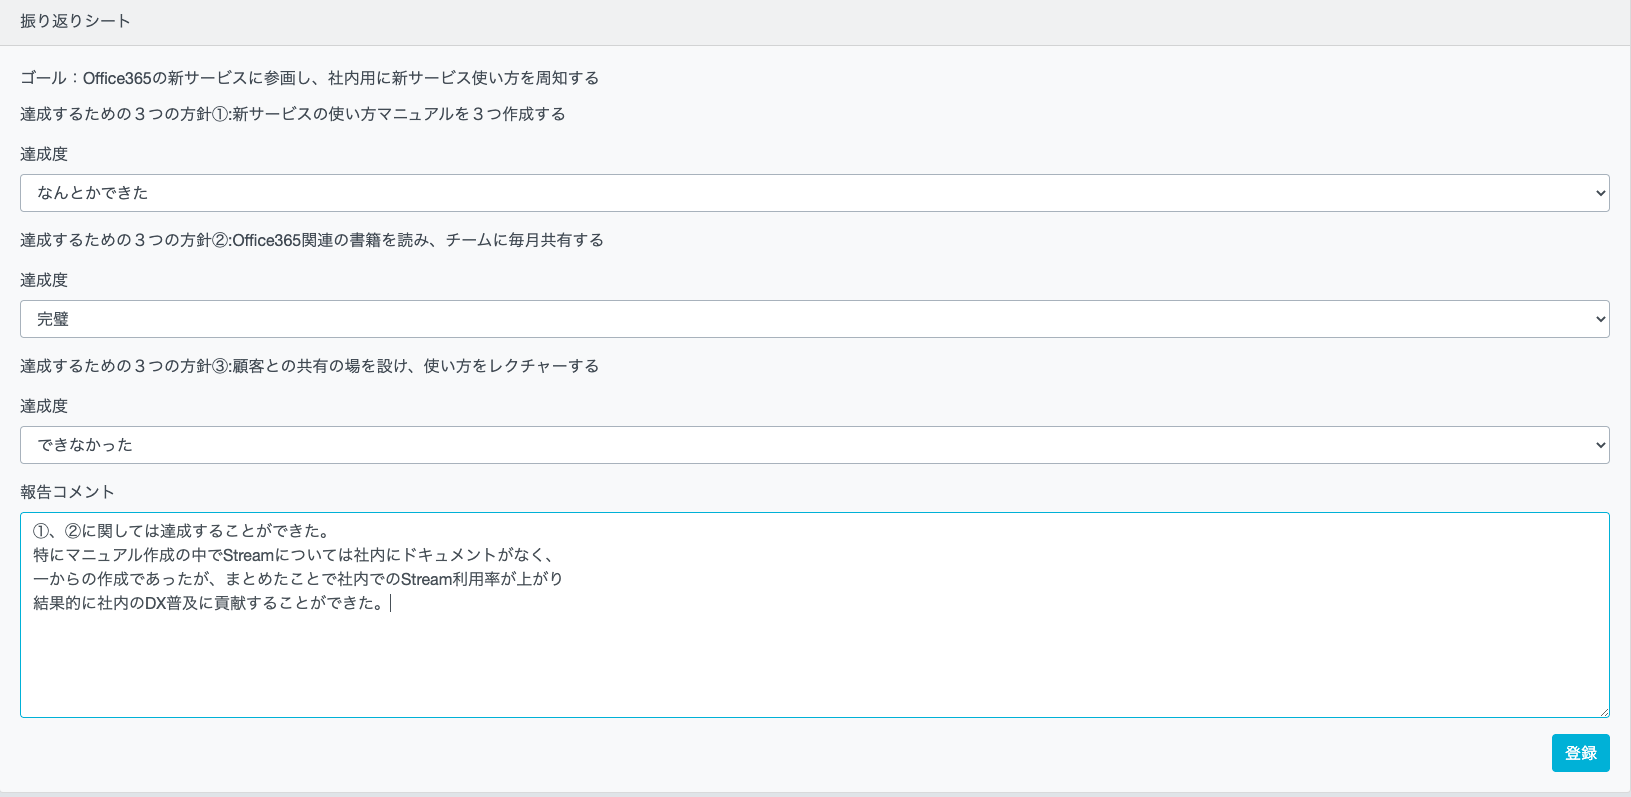 振り返りシート
ゴール：Office365の新サービスに参画し、社内用に新サービス使い方を周知する
達成するための３つの方針①:新サービスの使い方マニュアルを３つ作成する
達成度
なんとかできた
達成するための３つの方針②:Office365関連の書籍を読み、チームに毎月共有する
達成度
完璧
達成するための３つの方針③:顧客との共有の場を設け、使い方をレクチャーする
達成度
できなかった
報告コメント
①、②に関しては達成することができた。
特にマニュアル作成の中でStreamについては社内にドキュメントがなく、
一からの作成であったが、まとめたことで社内でのStream利用率が上がり
結果的に社内のDX普及に貢献することができた。
登録